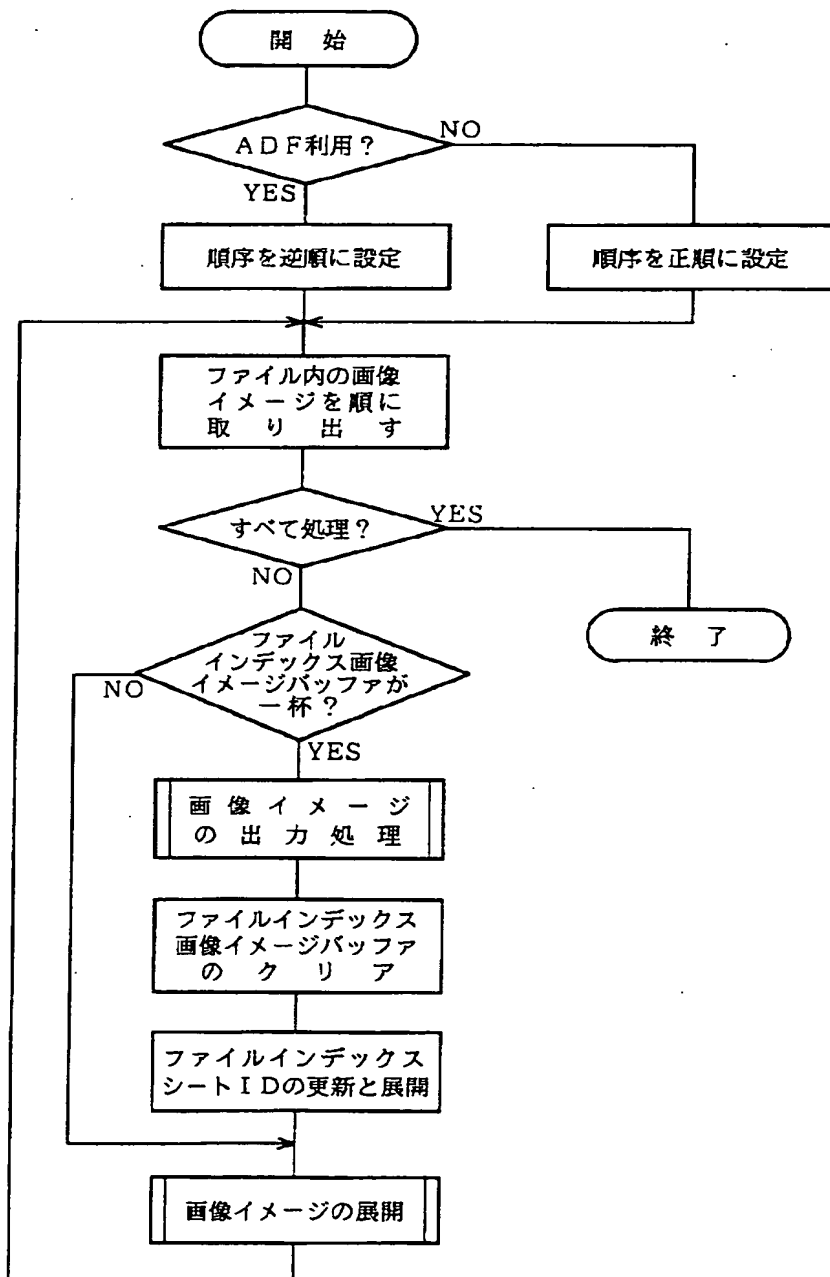 開 始
ADF利用?
NO
YES
順序を逆順に設定
順序を正順に設定
ファイル内の画像
イメージを順に
取り出す
すべて処理?
YES
NO
終 了
ファイル
インデックス画像
イメージバッファが
一杯?
NO
YES
画像イメージ
の出力処理
ファイルインデックス
画像イメージバッファ
のクリア
ファイルインデックス
シートIDの更新と展開
画像イメージの展開